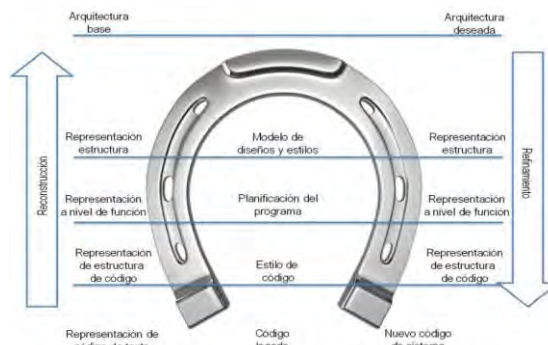 Arquitectura
base
Arquitectura
deseada
Reconstrucción
Refinamiento
Representación
estructura
Modelo de
diseños y estilos
Representación
estructura
Representación
a nivel de función
Planificación del
programa
Representación
a nivel de función
Representación
de estructura
de código
Estilo de
código
Representación
de estructura
de código
Representación de
Código
Nuevo código